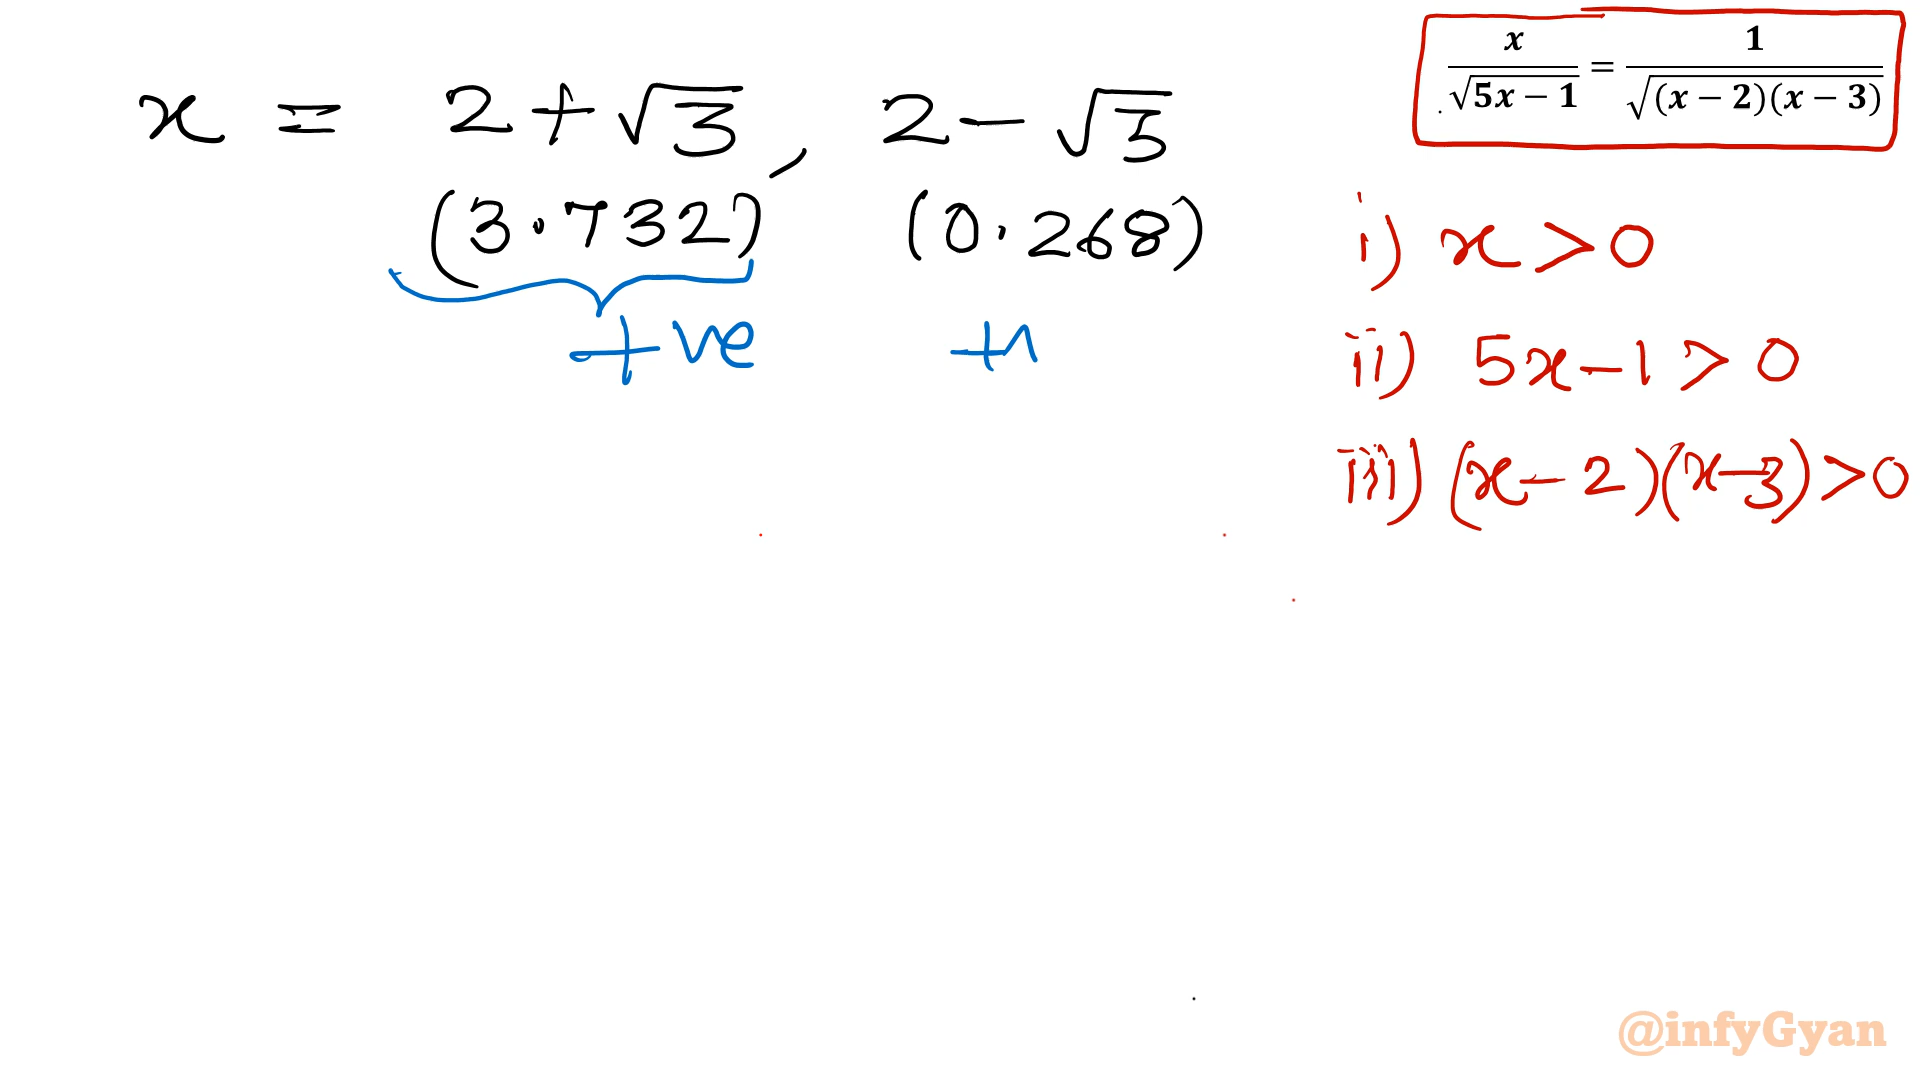 x / √(5x − 1) = 1 / √((x − 2)(x − 3))
x = 2 + √3 , 2 − √3
(3.732) (0.268)
+ve
i) x > 0
ii) 5x − 1 > 0
iii) (x − 2)(x − 3) > 0
@infyGyan